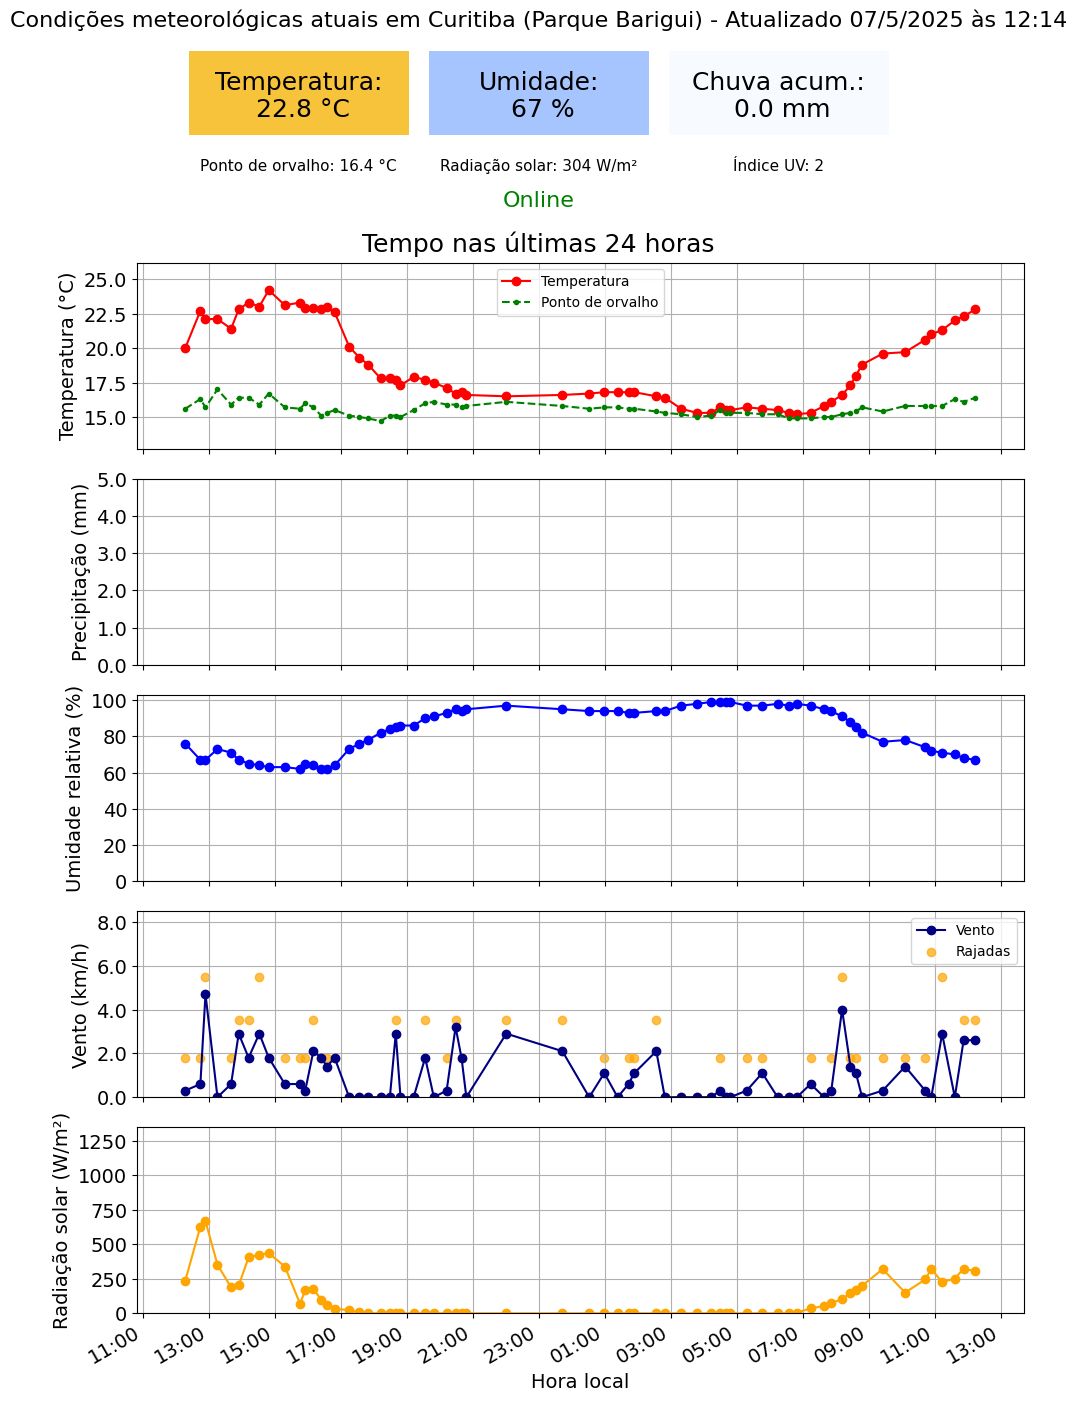 Condições meteorológicas atuais em Curitiba (Parque Barigui) - Atualizado 07/5/2025 às 12:14
Temperatura:
22.8 °C
Umidade:
67 %
Chuva acum.:
0.0 mm
Ponto de orvalho: 16.4 °C
Radiação solar: 304 W/m²
Índice UV: 2
Online
Tempo nas últimas 24 horas
Temperatura (°C)
25.0
22.5
20.0
17.5
15.0
Temperatura
Ponto de orvalho
Precipitação (mm)
5.0
4.0
3.0
2.0
1.0
0.0
Umidade relativa (%)
100
80
60
40
20
0
Vento (km/h)
8.0
6.0
4.0
2.0
0.0
Vento
Rajadas
Radiação solar (W/m²)
1250
1000
750
500
250
0
11:00
13:00
15:00
17:00
19:00
21:00
23:00
01:00
03:00
05:00
07:00
09:00
11:00
13:00
Hora local